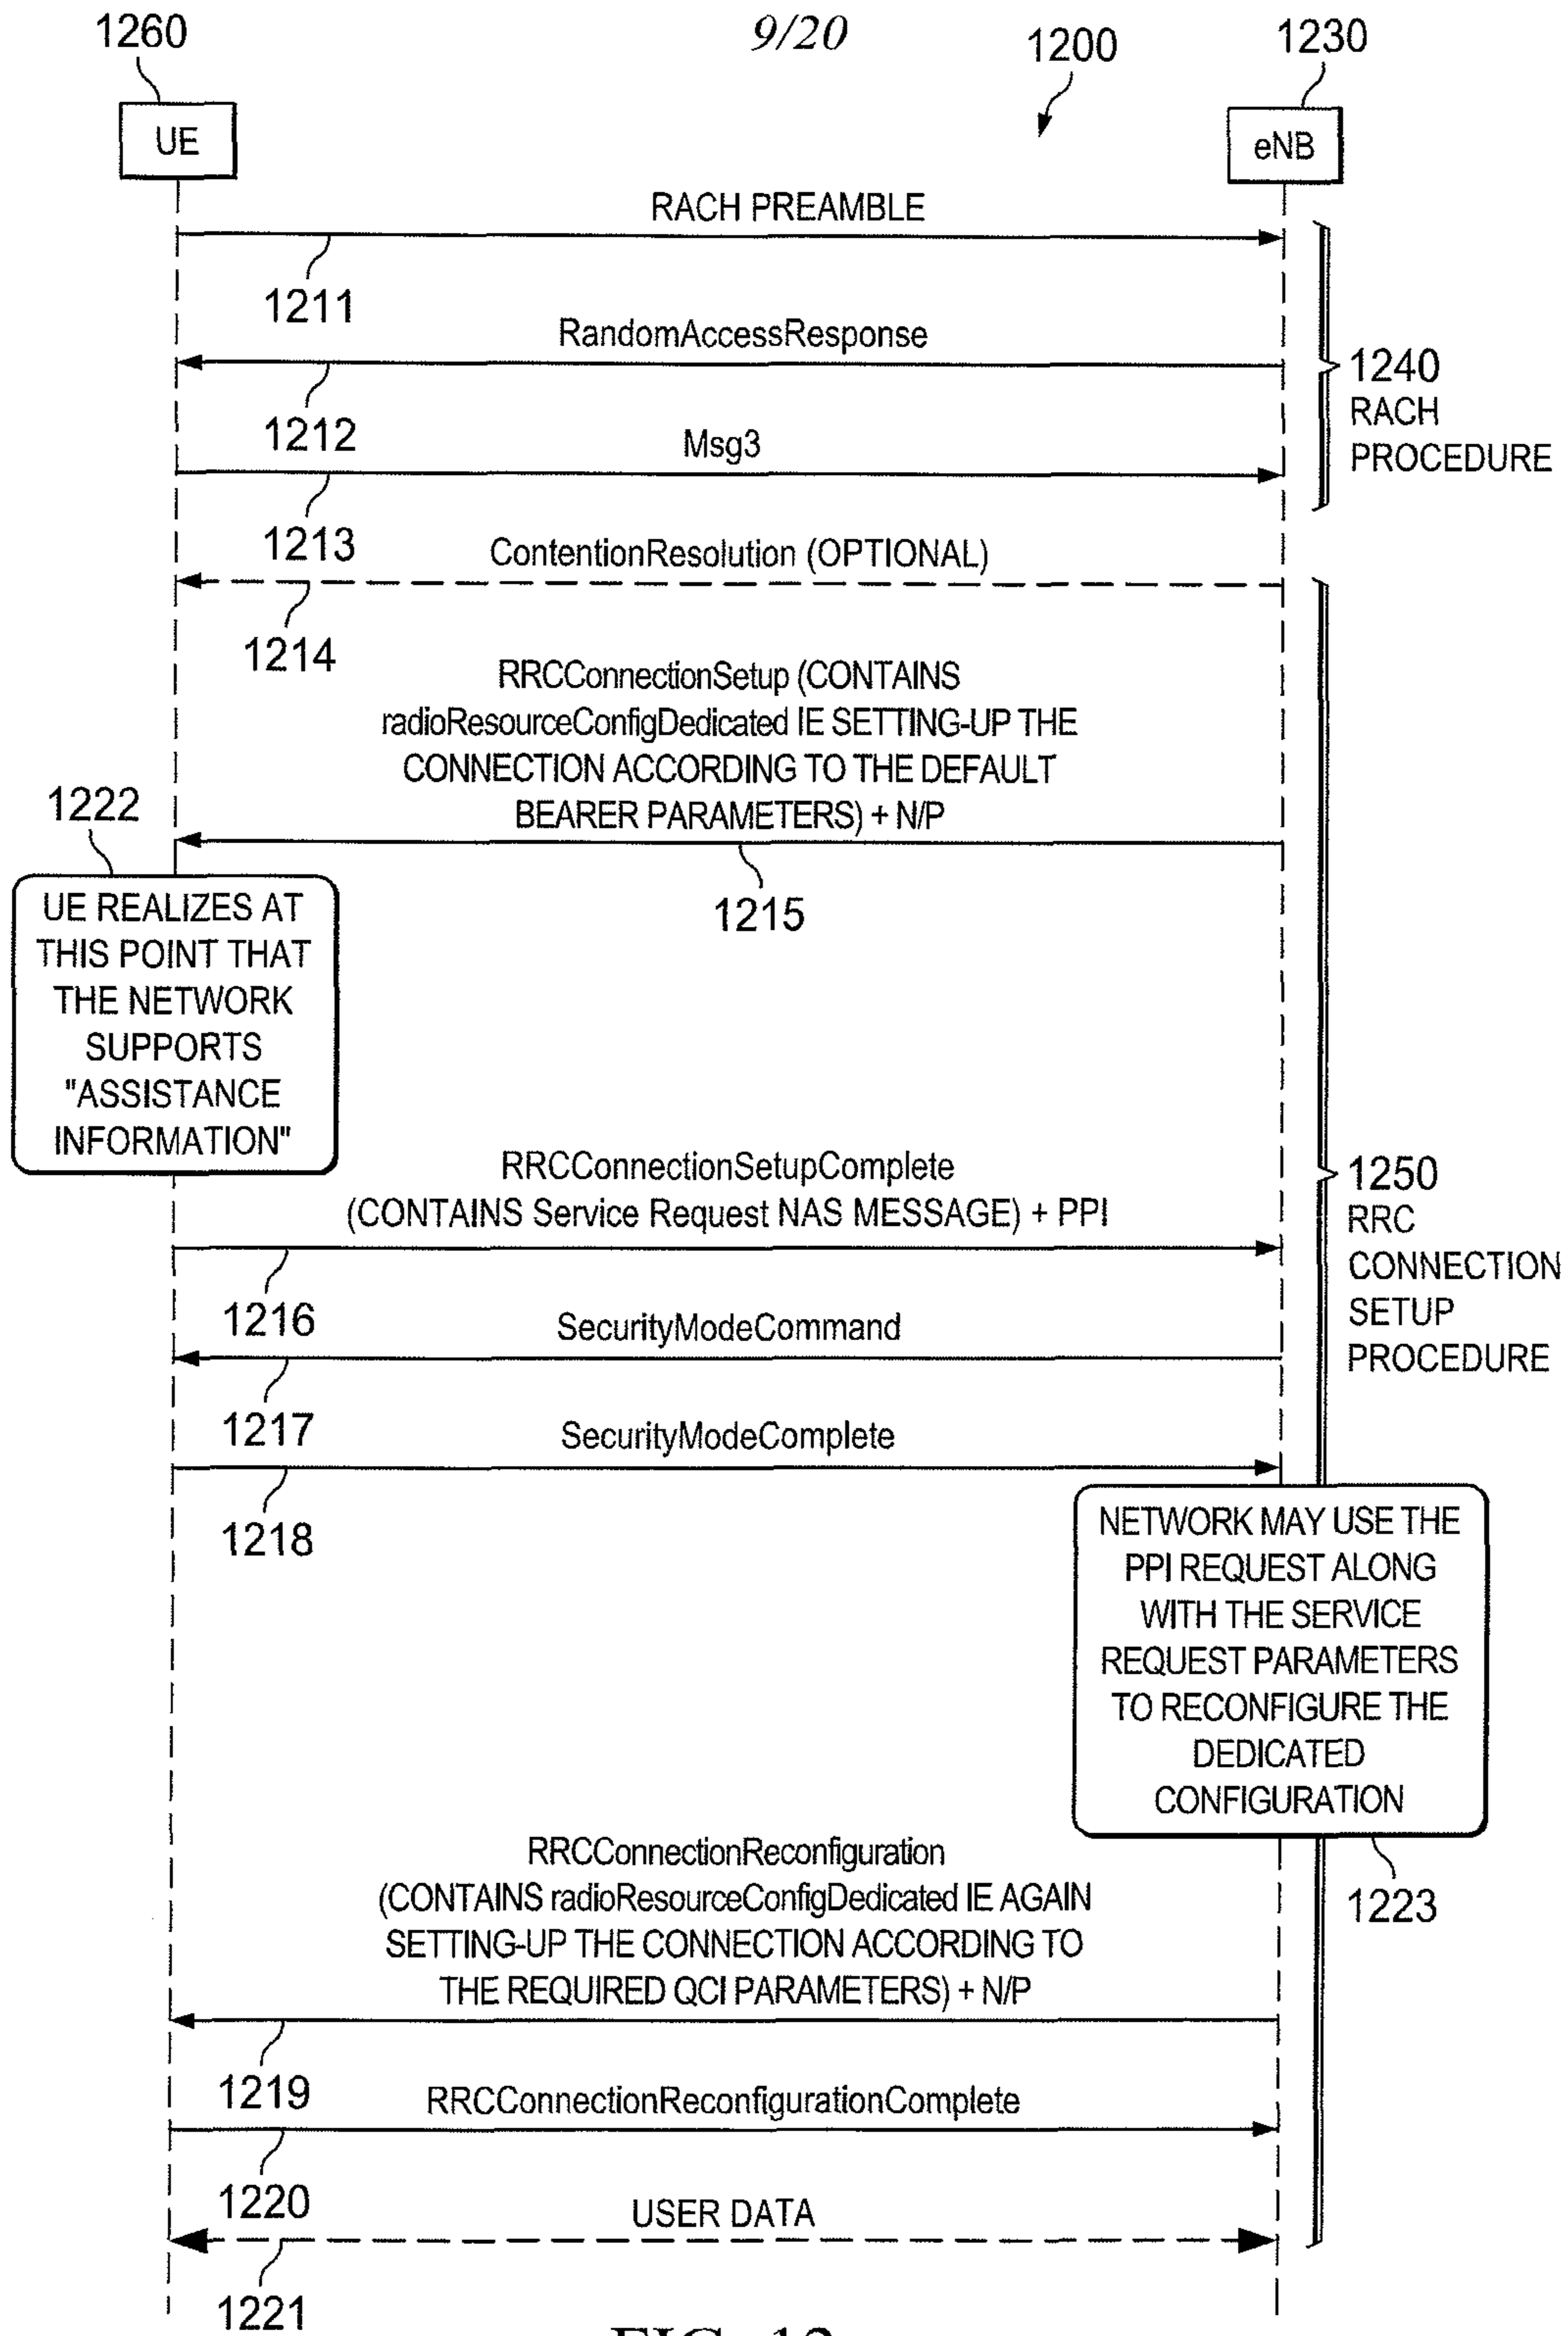 9/20
1260
1200
1230
UE
eNB
RACH PREAMBLE
1211
RandomAccessResponse
1212
1240
RACH
PROCEDURE
Msg3
1213
ContentionResolution (OPTIONAL)
1214
RRCConnectionSetup (CONTAINS
radioResourceConfigDedicated IE SETTING-UP THE
CONNECTION ACCORDING TO THE DEFAULT
BEARER PARAMETERS) + N/P
1215
1222
UE REALIZES AT
THIS POINT THAT
THE NETWORK
SUPPORTS
"ASSISTANCE
INFORMATION"
RRCConnectionSetupComplete
(CONTAINS Service Request NAS MESSAGE) + PPI
1216
1250
RRC
CONNECTION
SETUP
PROCEDURE
SecurityModeCommand
1217
SecurityModeComplete
1218
NETWORK MAY USE THE
PPI REQUEST ALONG
WITH THE SERVICE
REQUEST PARAMETERS
TO RECONFIGURE THE
DEDICATED
CONFIGURATION
1223
RRCConnectionReconfiguration
(CONTAINS radioResourceConfigDedicated IE AGAIN
SETTING-UP THE CONNECTION ACCORDING TO
THE REQUIRED QCI PARAMETERS) + N/P
1219
RRCConnectionReconfigurationComplete
1220
USER DATA
1221
FIG. 12